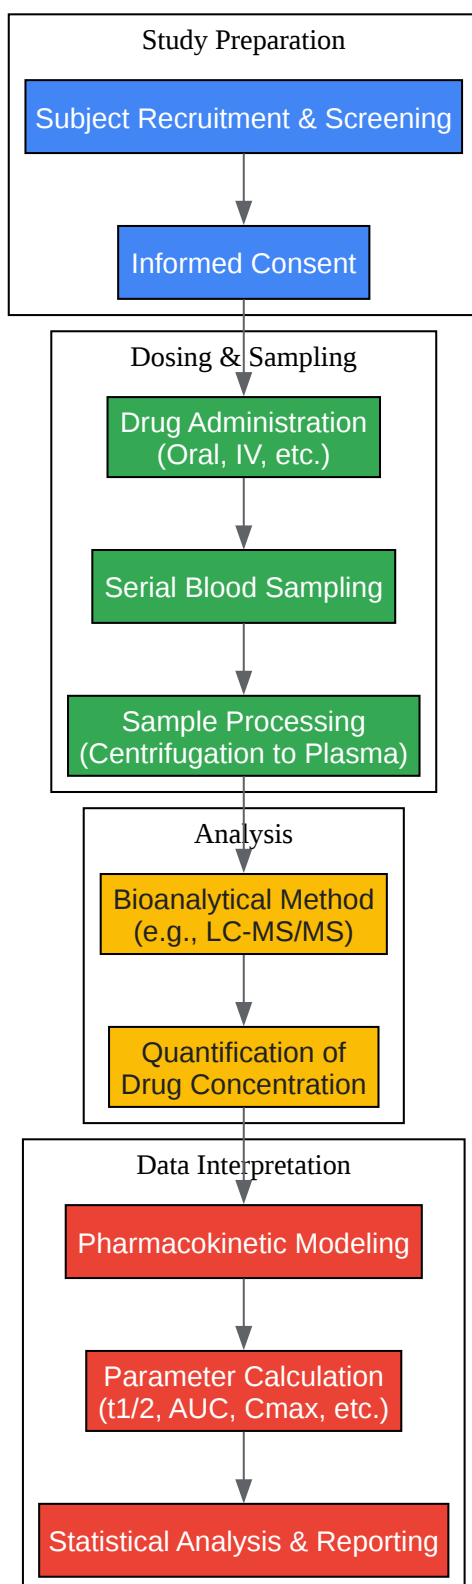 Study Preparation
Subject Recruitment & Screening
Informed Consent
Dosing & Sampling
Drug Administration
(Oral, IV, etc.)
Serial Blood Sampling
Sample Processing
(Centrifugation to Plasma)
Analysis
Bioanalytical Method
(e.g., LC-MS/MS)
Quantification of
Drug Concentration
Data Interpretation
Pharmacokinetic Modeling
Parameter Calculation
(t1/2, AUC, Cmax, etc.)
Statistical Analysis & Reporting